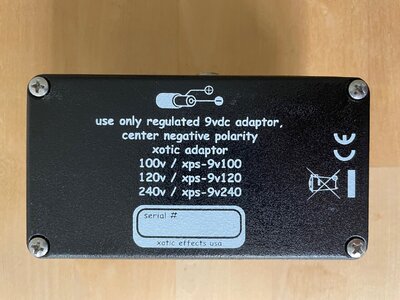 use only regulated 9vdc adaptor,
center negative polarity
xotic adaptor
100v / xps-9v100
120v / xps-9v120
240v / xps-9v240
CE
serial #
xotic effects usa